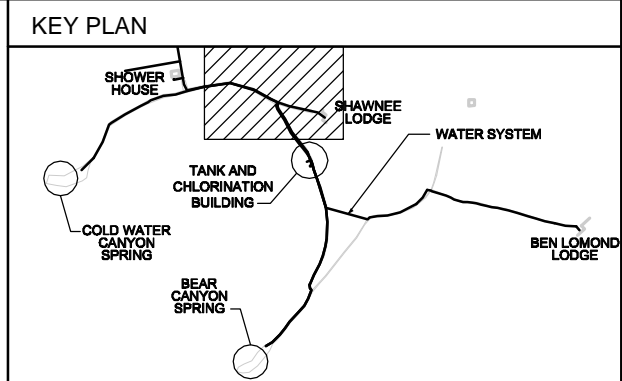 KEY PLAN
SHOWER
HOUSE
SHAWNEE
LODGE
WATER SYSTEM
TANK AND
CHLORINATION
BUILDING
COLD WATER
CANYON
SPRING
BEN LOMOND
LODGE
BEAR
CANYON
SPRING